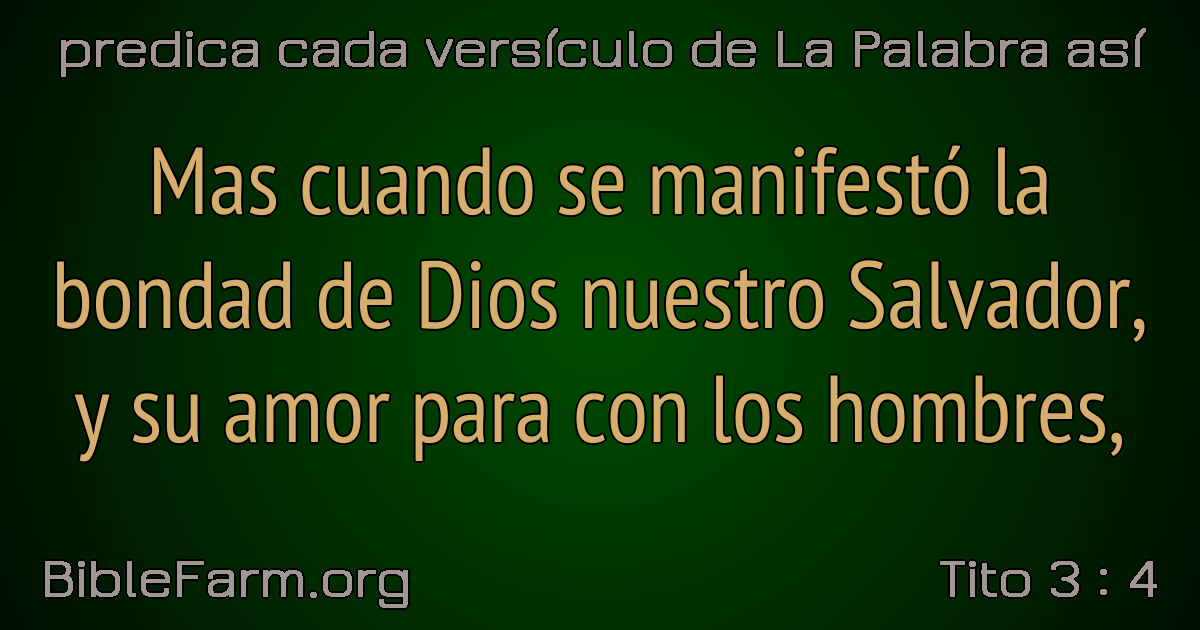 predica cada versículo de La Palabra así
Mas cuando se manifestó la
bondad de Dios nuestro Salvador,
y su amor para con los hombres,
BibleFarm.org
Tito 3 : 4